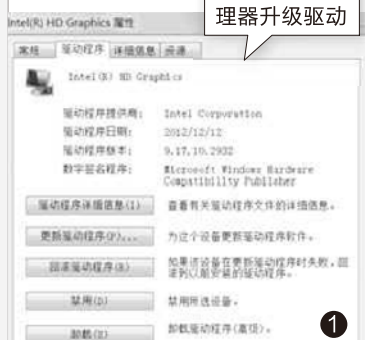 理器升级驱动
Intel(R) HD Graphics 属性
常规 驱动程序 详细信息 资源
Intel(R) HD Graphics
驱动程序提供商: Intel Corporation
驱动程序日期: 2012/12/12
驱动程序版本: 9.17.10.2932
数字签名程序: Microsoft Windows Hardware
Compatibility Publisher
驱动程序详细信息(I) 查看有关驱动程序文件的详细信息。
更新驱动程序(P)... 为这个设备更新驱动程序软件。
回滚驱动程序(R) 如果该设备在更新驱动程序时失败,回
滚到以前安装的驱动程序。
禁用(D) 禁用所选设备。
卸载(U) 卸载驱动程序(高级)。
❶